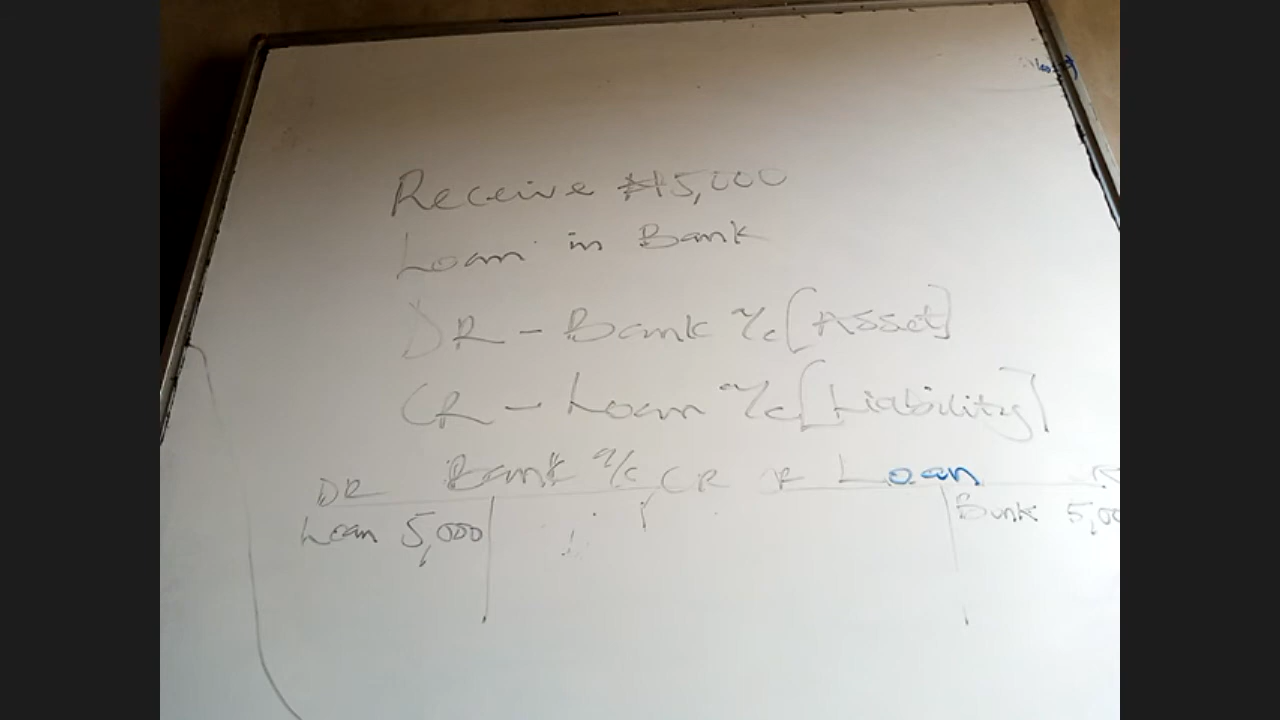 Receive ₦5,000
Loan in Bank
DR - Bank a/c [Asset]
CR - Loan a/c [Liability]
DR Bank a/c CR Loan
Loan 5,000 Bank 5,00